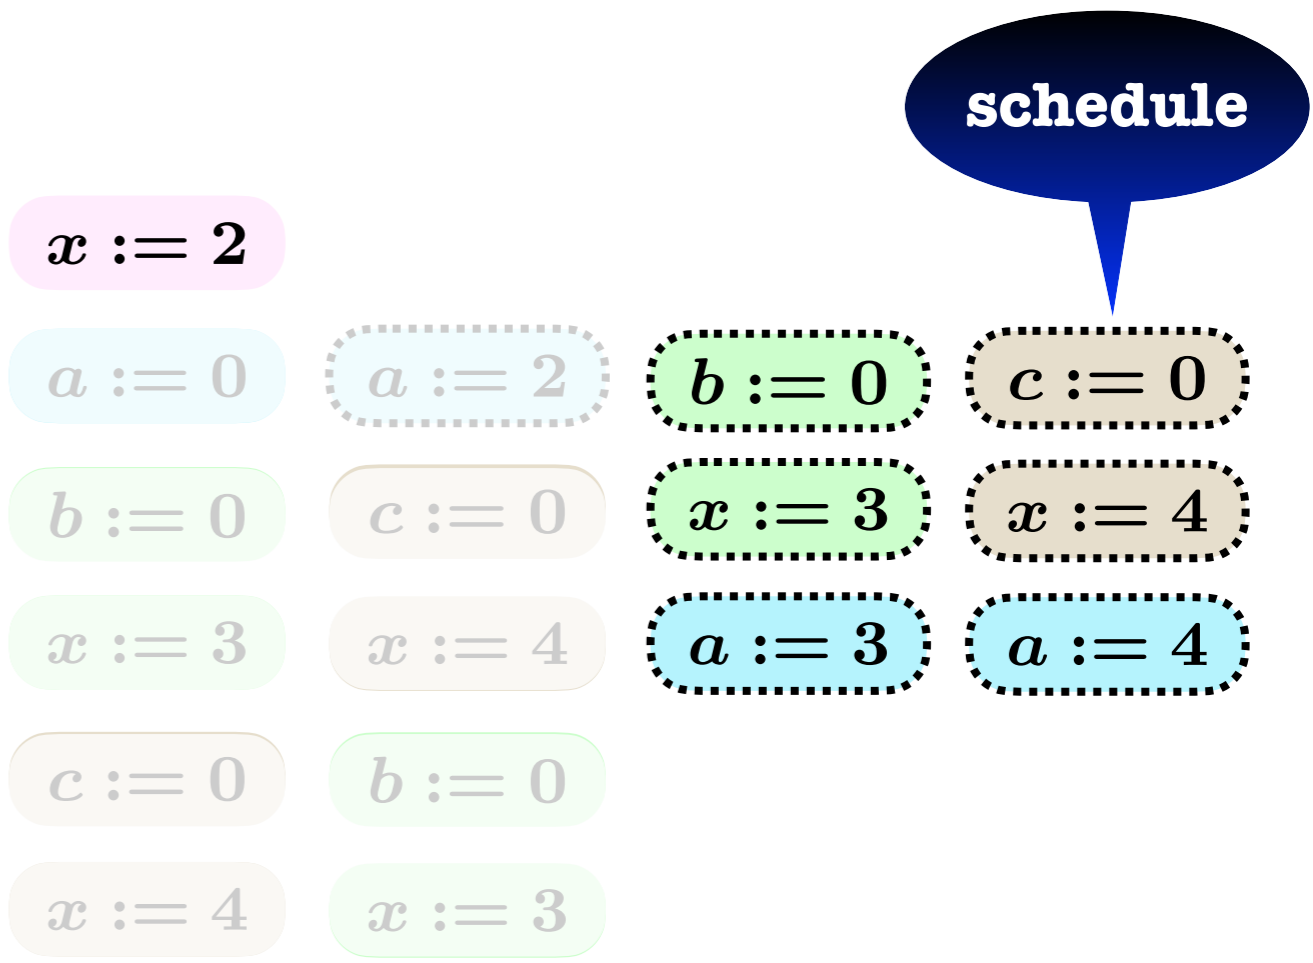 schedule
x := 2
a := 0
a := 2
b := 0
c := 0
b := 0
c := 0
x := 3
x := 4
x := 3
x := 4
a := 3
a := 4
c := 0
b := 0
x := 4
x := 3